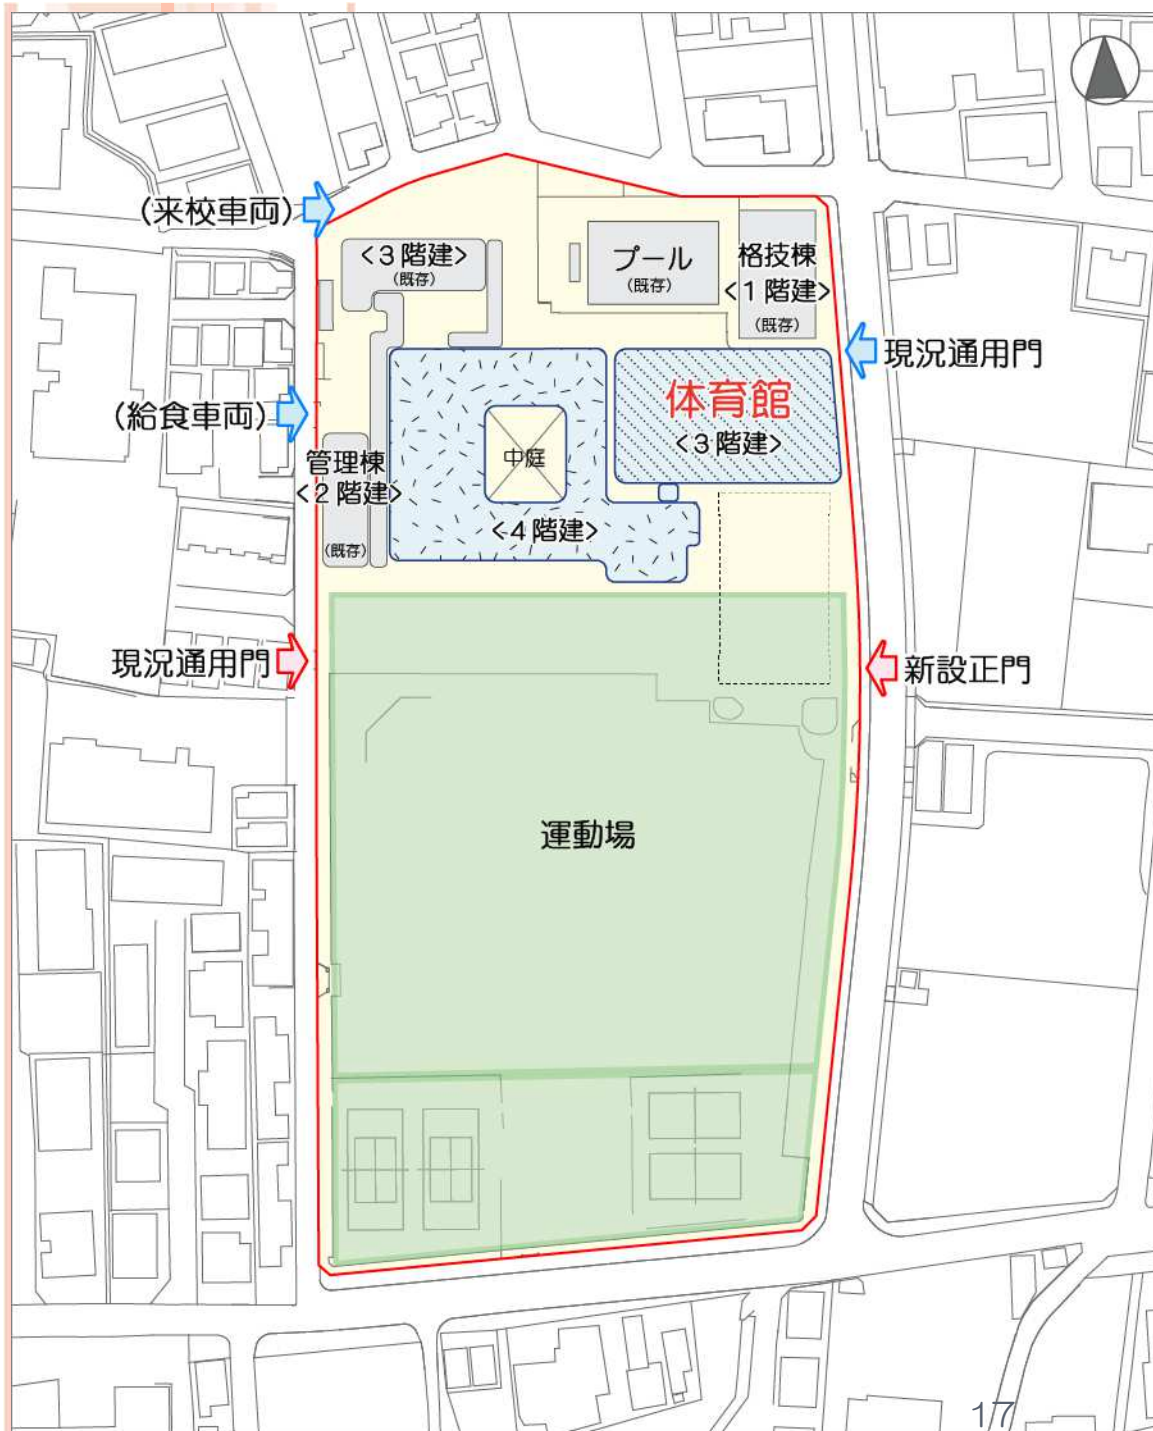 (来校車両)
<3階建>
(既存)
プール
(既存)
格技棟
<1階建>
(既存)
現況通用門
体育館
<3階建>
(給食車両)
管理棟
<2階建>
(既存)
中庭
<4階建>
現況通用門
新設正門
運動場
17